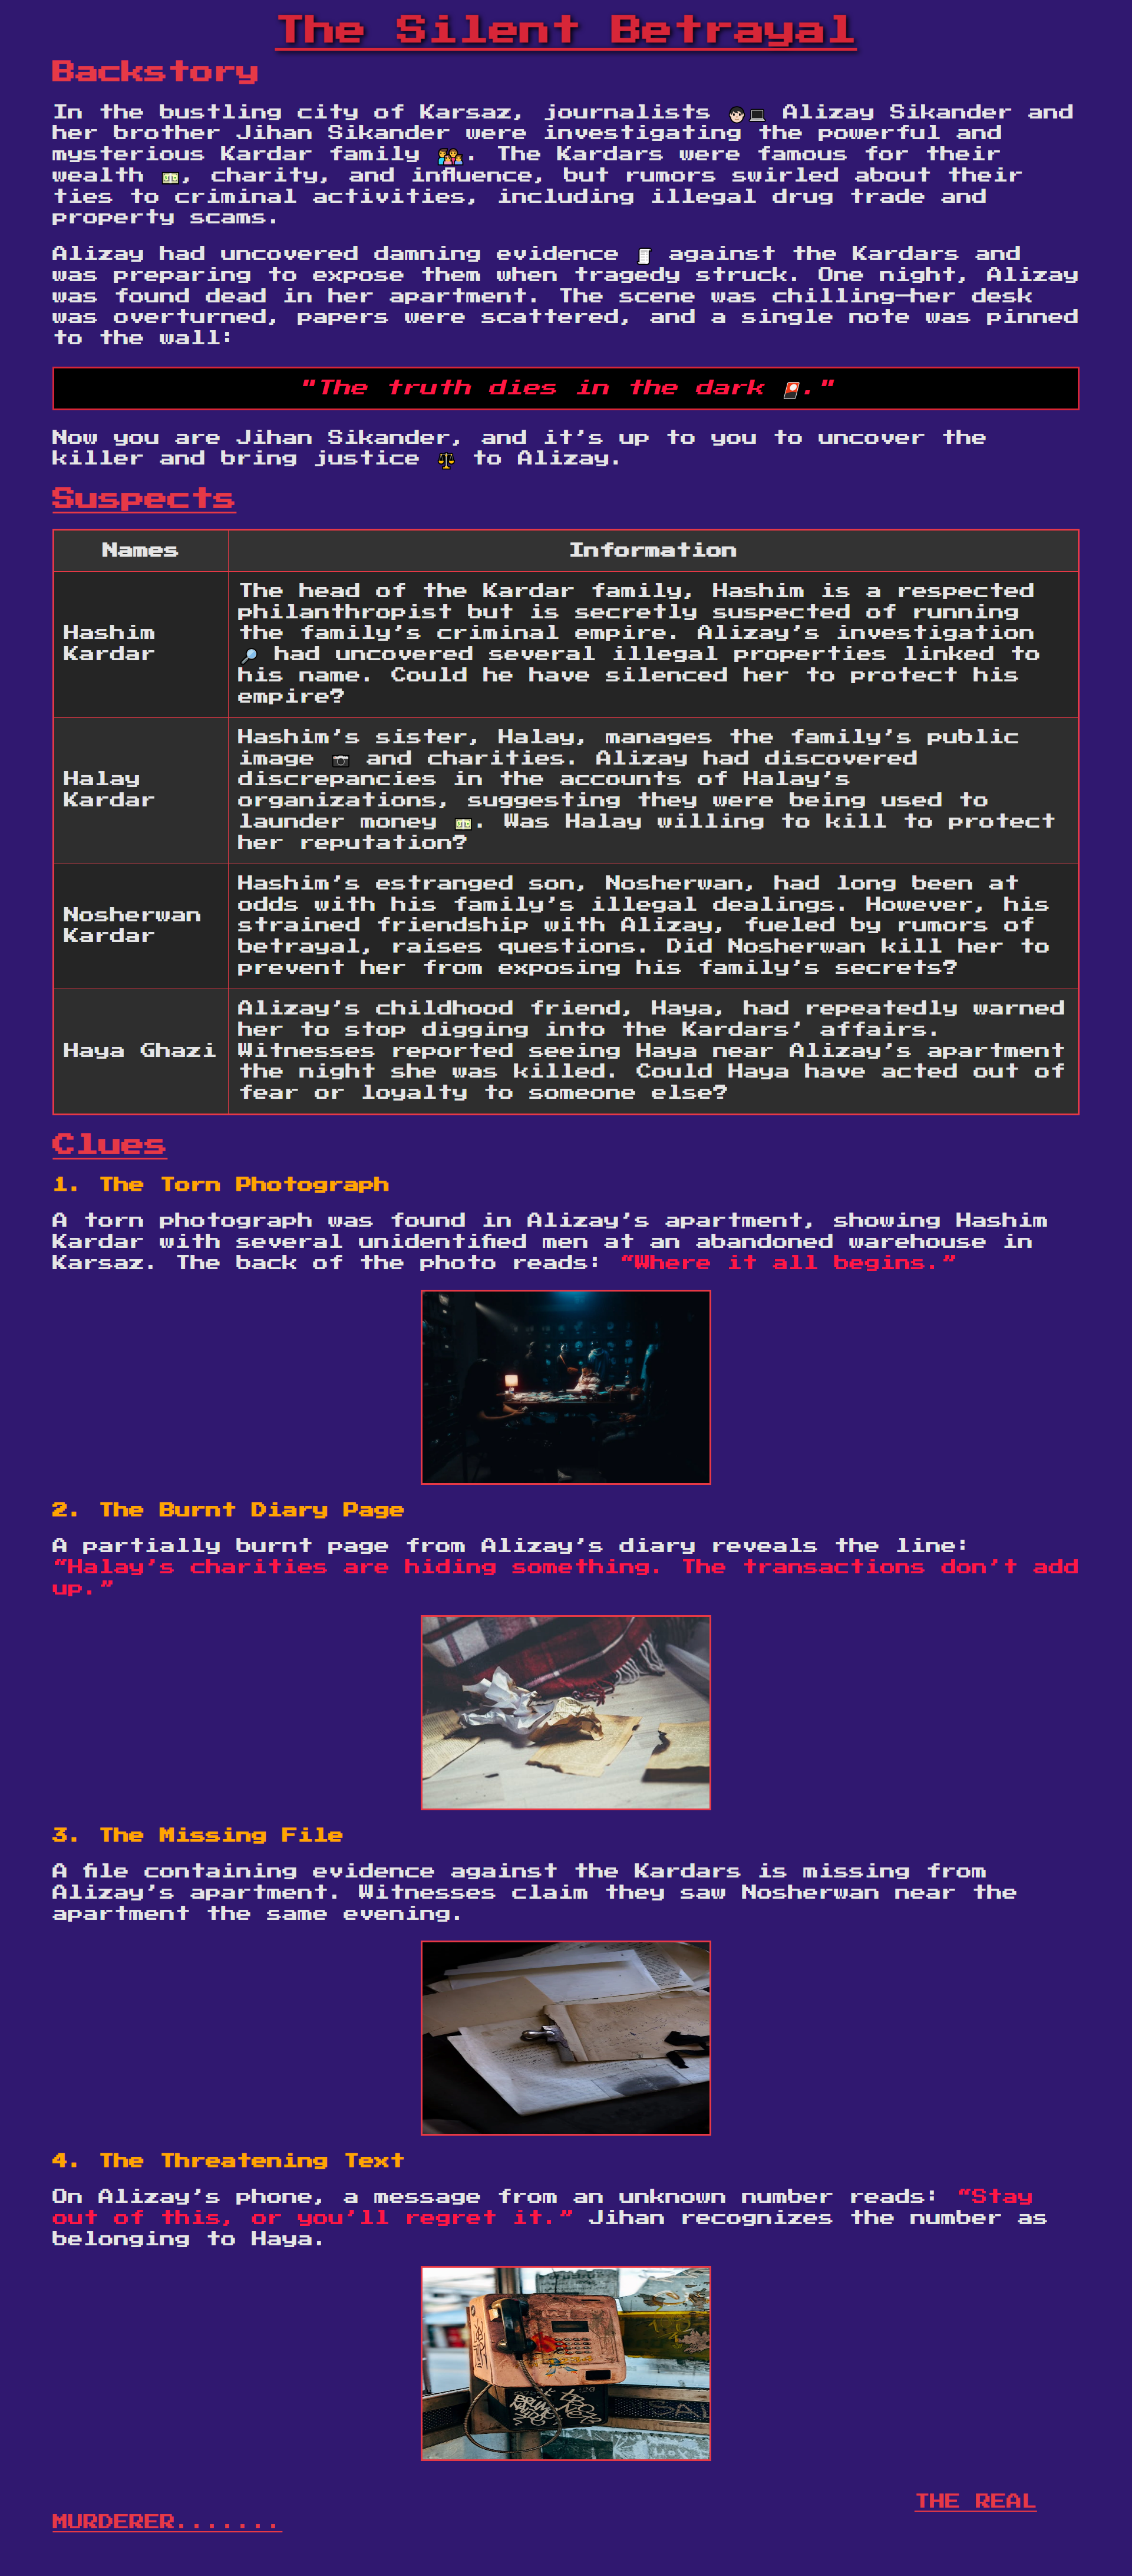 The Silent Betrayal
Backstory
In the bustling city of Karsaz, journalists 🧑🏻‍💻 Alizay Sikander and
her brother Jihan Sikander were investigating the powerful and
mysterious Kardar family 👨‍👩‍👧. The Kardars were famous for their
wealth 💵, charity, and influence, but rumors swirled about their
ties to criminal activities, including illegal drug trade and
property scams.
Alizay had uncovered damning evidence 📜 against the Kardars and
was preparing to expose them when tragedy struck. One night, Alizay
was found dead in her apartment. The scene was chilling—her desk
was overturned, papers were scattered, and a single note was pinned
to the wall:
"The truth dies in the dark 🎴."
Now you are Jihan Sikander, and it’s up to you to uncover the
killer and bring justice ⚖️ to Alizay.
Suspects
Names Information
Hashim
Kardar
The head of the Kardar family, Hashim is a respected
philanthropist but is secretly suspected of running
the family’s criminal empire. Alizay’s investigation
🔎 had uncovered several illegal properties linked to
his name. Could he have silenced her to protect his
empire?
Halay
Kardar
Hashim’s sister, Halay, manages the family’s public
image 📷 and charities. Alizay had discovered
discrepancies in the accounts of Halay’s
organizations, suggesting they were being used to
launder money 💵. Was Halay willing to kill to protect
her reputation?
Nosherwan
Kardar
Hashim’s estranged son, Nosherwan, had long been at
odds with his family’s illegal dealings. However, his
strained friendship with Alizay, fueled by rumors of
betrayal, raises questions. Did Nosherwan kill her to
prevent her from exposing his family’s secrets?
Haya Ghazi
Alizay’s childhood friend, Haya, had repeatedly warned
her to stop digging into the Kardars’ affairs.
Witnesses reported seeing Haya near Alizay’s apartment
the night she was killed. Could Haya have acted out of
fear or loyalty to someone else?
Clues
1. The Torn Photograph
A torn photograph was found in Alizay’s apartment, showing Hashim
Kardar with several unidentified men at an abandoned warehouse in
Karsaz. The back of the photo reads: “Where it all begins.”
2. The Burnt Diary Page
A partially burnt page from Alizay’s diary reveals the line:
“Halay’s charities are hiding something. The transactions don’t add
up.”
3. The Missing File
A file containing evidence against the Kardars is missing from
Alizay’s apartment. Witnesses claim they saw Nosherwan near the
apartment the same evening.
4. The Threatening Text
On Alizay’s phone, a message from an unknown number reads: “Stay
out of this, or you’ll regret it.” Jihan recognizes the number as
belonging to Haya.
THE REAL
MURDERER.......